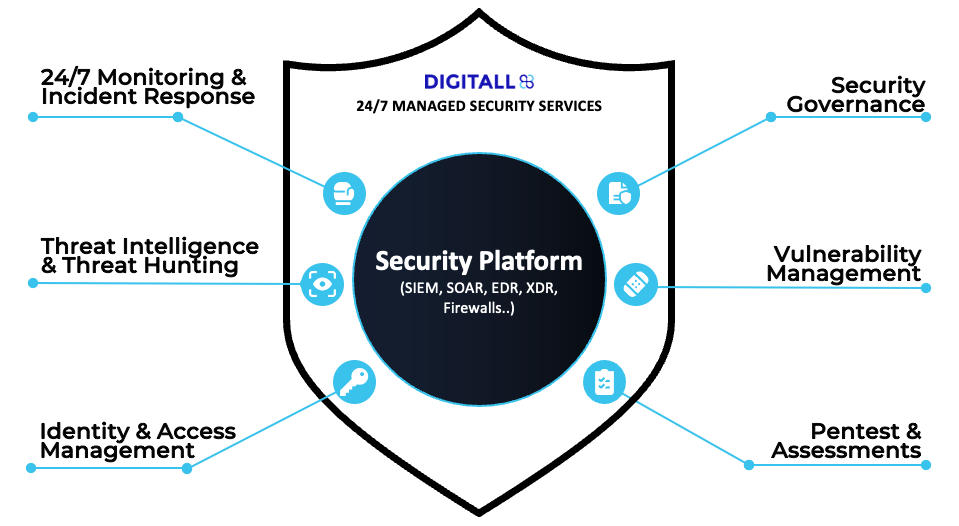 DIGITALL
24/7 MANAGED SECURITY SERVICES
24/7 Monitoring &
Incident Response
Threat Intelligence
& Threat Hunting
Identity & Access
Management
Security Platform
(SIEM, SOAR, EDR, XDR,
Firewalls..)
Security
Governance
Vulnerability
Management
Pentest &
Assessments